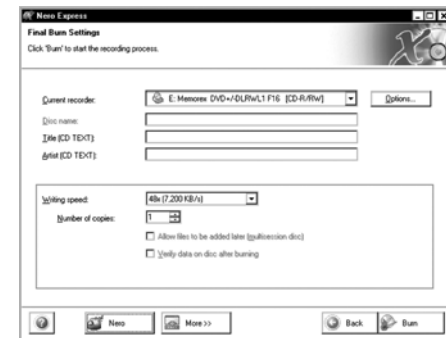 Nero Express
Final Burn Settings
Click 'Burn' to start the recording process.
Current recorder:
E: Memorex DVD+/-DLRWL1 F16 [CD-R/RW]
Options...
Disc name:
Title (CD TEXT):
Artist (CD TEXT):
Writing speed:
48x (7,200 KB/s)
Number of copies:
1
Allow files to be added later (multisession disc)
Verify data on disc after burning
Nero
More >>
Back
Burn